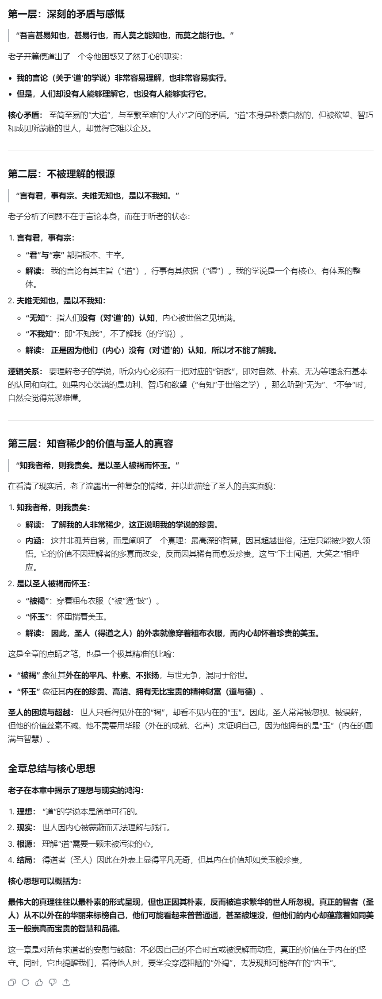 第一层：深刻的矛盾与感慨
“吾言甚易知也，甚易行也，而人莫之能知也，而莫之能行也。”
老子开篇便道出了一个令他困惑又了然于心的现实：
• 我的言论（关于‘道’的学说）非常容易理解，也非常容易实行。
• 但是，人们却没有人能够理解它，也没有人能够实行它。
核心矛盾： 至简至易的“大道”，与至繁至难的“人心”之间的矛盾。“道”本身是朴素自然的，但被欲望、智巧
和成见所蒙蔽的世人，却觉得它难以企及。
第二层：不被理解的根源
“言有君，事有宗。夫唯无知也，是以不我知。”
老子分析了问题不在于言论本身，而在于听者的状态：
1. 言有君，事有宗：
◦ “君”与“宗” 都指根本、主宰。
◦ 解读： 我的言论有其主旨（“道”），行事有其依据（“德”）。我的学说是一个有核心、有体系的整
体。
2. 夫唯无知也，是以不我知：
◦ “无知”：指人们没有（对‘道’的）认知，内心被世俗之见填满。
◦ “不我知”：即“不知我”，不了解我（的学说）。
◦ 解读： 正是因为他们（内心）没有（对‘道’的）认知，所以才不能了解我。
逻辑关系： 要理解老子的学说，听众内心必须有一把对应的“钥匙”，即对自然、朴素、无为等理念有基本
的认同和向往。如果内心装满的是功利、智巧和欲望（“有知”于世俗之学），那么听到“无为”、“不争”时，
自然会觉得荒谬难懂。
第三层：知音稀少的价值与圣人的真容
“知我者希，则我贵矣。是以圣人被褐而怀玉。”
在看清了现实后，老子流露出一种复杂的情绪，并以此描绘了圣人的真实面貌：
1. 知我者希，则我贵矣：
◦ 解读： 了解我的人非常稀少，这正说明我的学说的珍贵。
◦ 内涵： 这并非孤芳自赏，而是阐明了一个真理：最高深的智慧，因其超越世俗，注定只能被少数人领
悟。它的价值不因理解者的多寡而改变，反而因其稀有而愈发珍贵。这与“下士闻道，大笑之”相呼
应。
2. 是以圣人被褐而怀玉：
◦ “被褐”：穿着粗布衣服（“被”通“披”）。
◦ “怀玉”：怀里揣着美玉。
◦ 解读： 因此，圣人（得道之人）的外表就像穿着粗布衣服，而内心却怀着珍贵的美玉。
这是全章的点睛之笔，也是一个极其精准的比喻：
• “被褐” 象征其外在的平凡、朴素、不张扬，与世无争，混同于俗世。
• “怀玉” 象征其内在的珍贵、高洁、拥有无比宝贵的精神财富（道与德）。
圣人的困境与超越： 世人只看得见外在的“褐”，却看不见内在的“玉”。因此，圣人常常被忽视、被误解，
但他的价值丝毫不减。他不需要用华服（外在的成就、名声）来证明自己，因为他拥有的是“玉”（内在的圆
满与智慧）。
全章总结与核心思想
老子在本章中揭示了理想与现实的鸿沟：
1. 理想： “道”的学说本是简单可行的。
2. 现实： 世人因内心被蒙蔽而无法理解与践行。
3. 根源： 理解“道”需要一颗未被污染的心。
4. 结局： 得道者（圣人）因此在外表上显得平凡无奇，但其内在价值却如美玉般珍贵。
核心思想可以概括为：
最伟大的真理往往以最朴素的形式呈现，但也正因其朴素，反而被追求繁华的世人所忽视。真正的智者（圣
人）从不以外在的华丽来标榜自己，他们可能看起来普普通通，甚至被埋没，但他们的内心却蕴藏着如同美
玉一般崇高而宝贵的智慧和品德。
这一章是对所有求道者的安慰与鼓励：不必因自己的不合时宜或被误解而动摇，真正的价值在于内在的坚
守。同时，它也提醒我们，看待他人时，要学会穿透粗陋的“外褐”，去发现那可能存在的“内玉”。